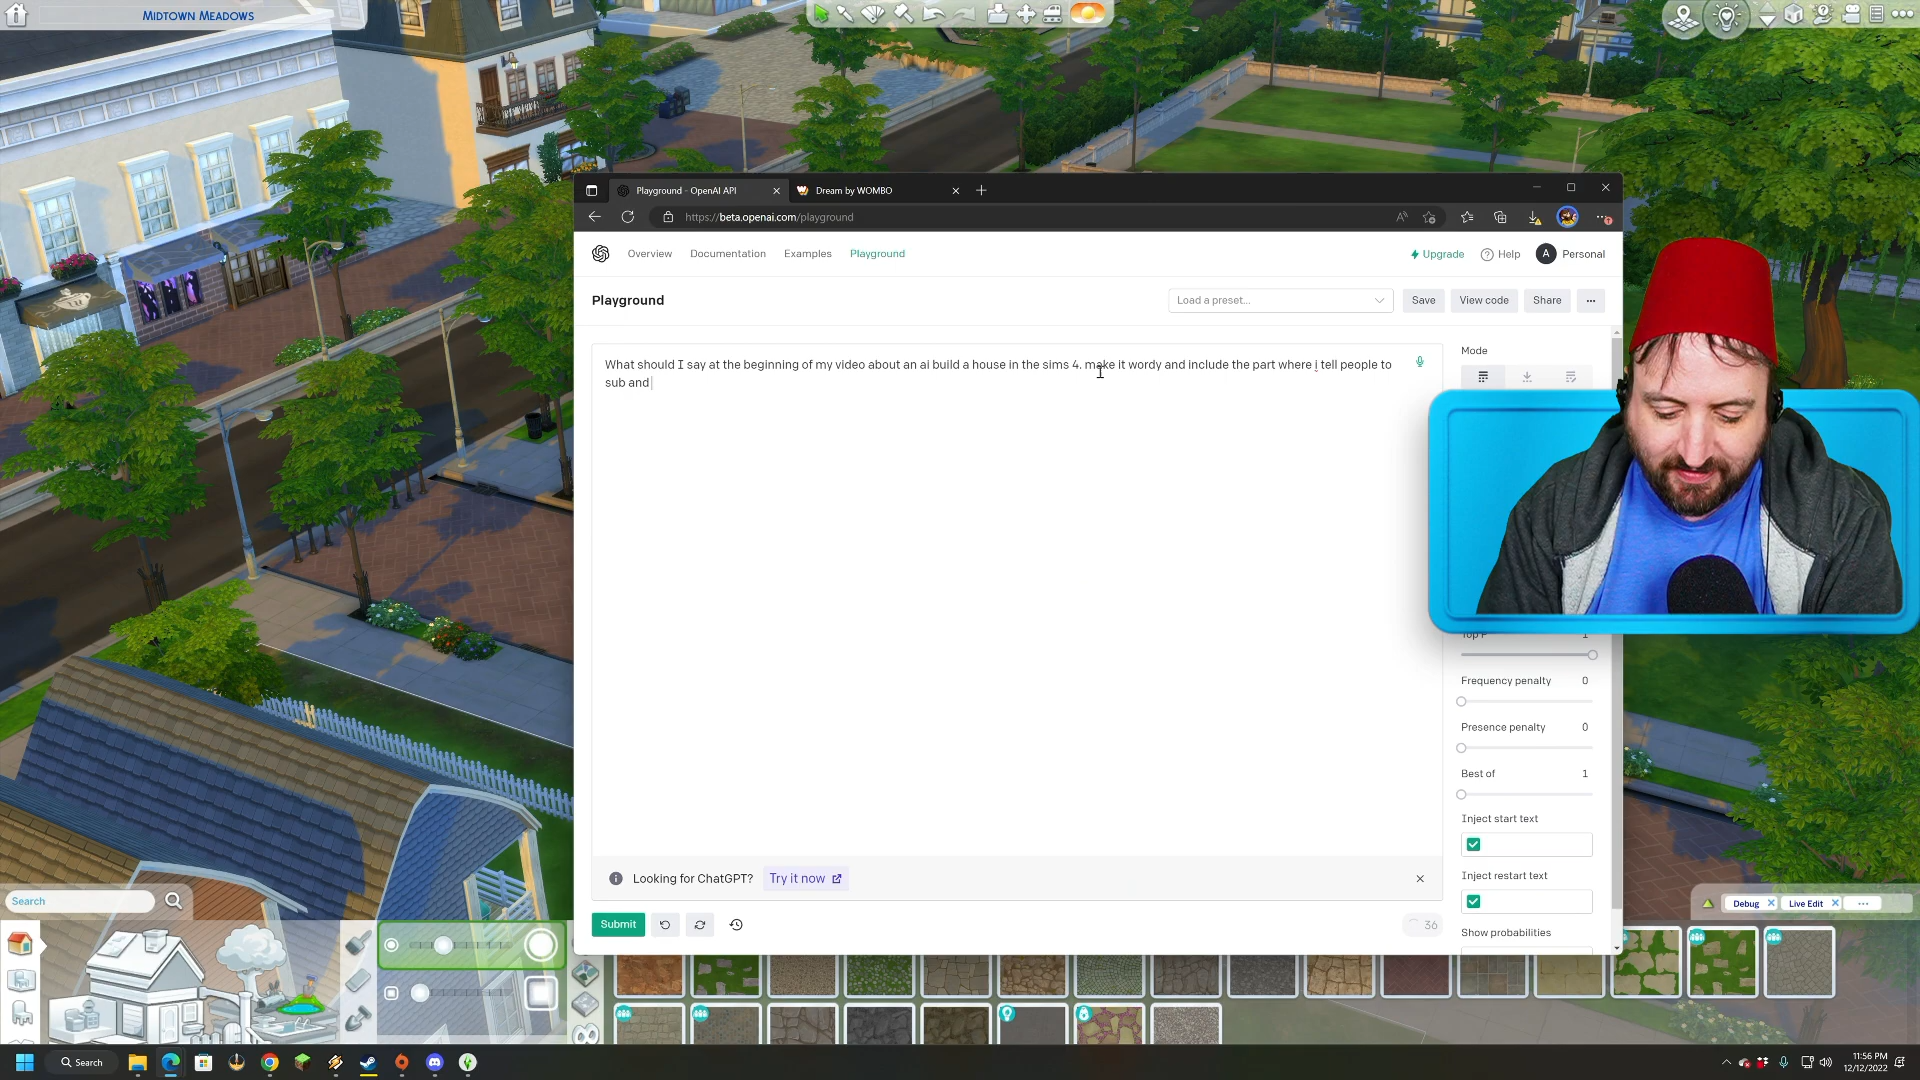 Midtown Meadows
Playground - OpenAI API
Dream by WOMBO
https://beta.openai.com/playground
Overview
Documentation
Examples
Playground
Upgrade
Help
A
Personal
Playground
Load a preset...
Save
View code
Share
What should I say at the beginning of my video about an ai build a house in the sims 4. make it wordy and include the part where i tell people to
sub and
Mode
Top P
1
Frequency penalty
0
Presence penalty
0
Best of
1
Inject start text
Inject restart text
Show probabilities
Looking for ChatGPT?
Try it now
Submit
36
Search
Debug
Live Edit
Search
11:56 PM
12/12/2022